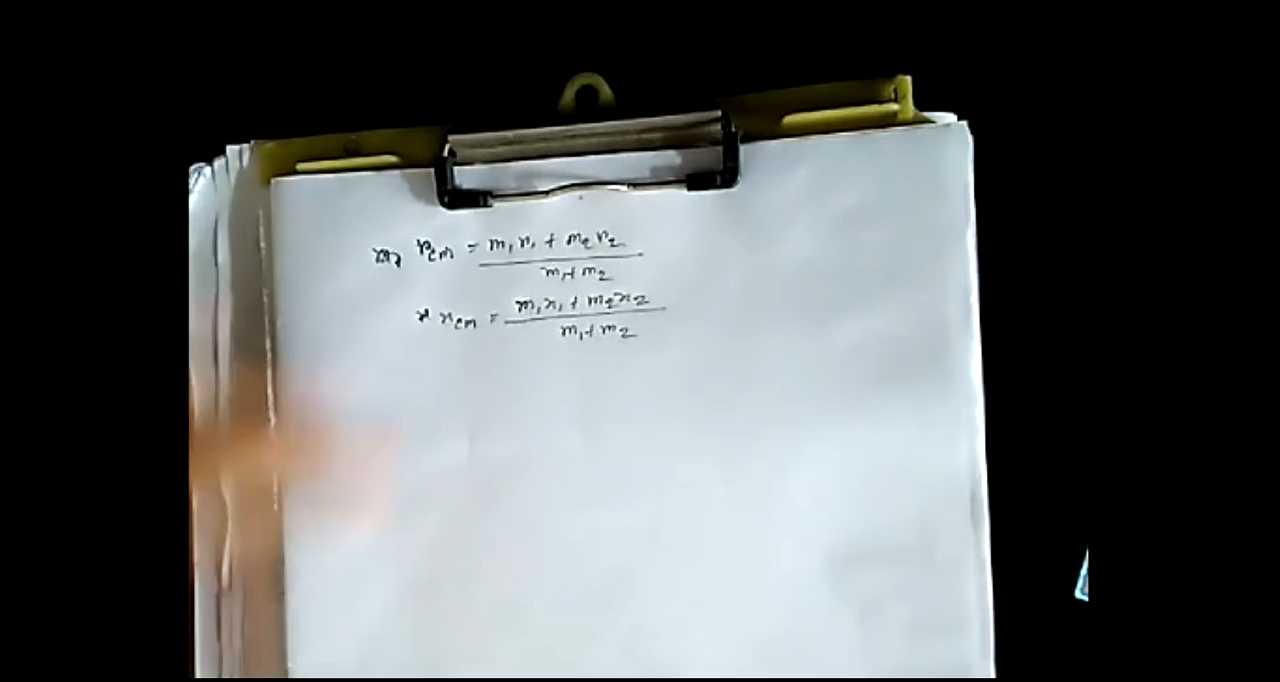 r_cm = m₁r₁ + m₂r₂
m₁+m₂
x_cm = m₁x₁ + m₂x₂
m₁+m₂